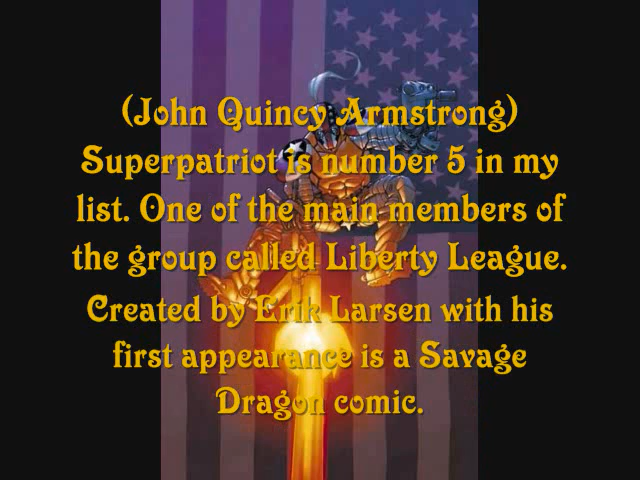 (John Quincy Armstrong)
Superpatriot is number 5 in my
list. One of the main members of
the group called Liberty League.
Created by Erik Larsen with his
first appearance is a Savage
Dragon comic.